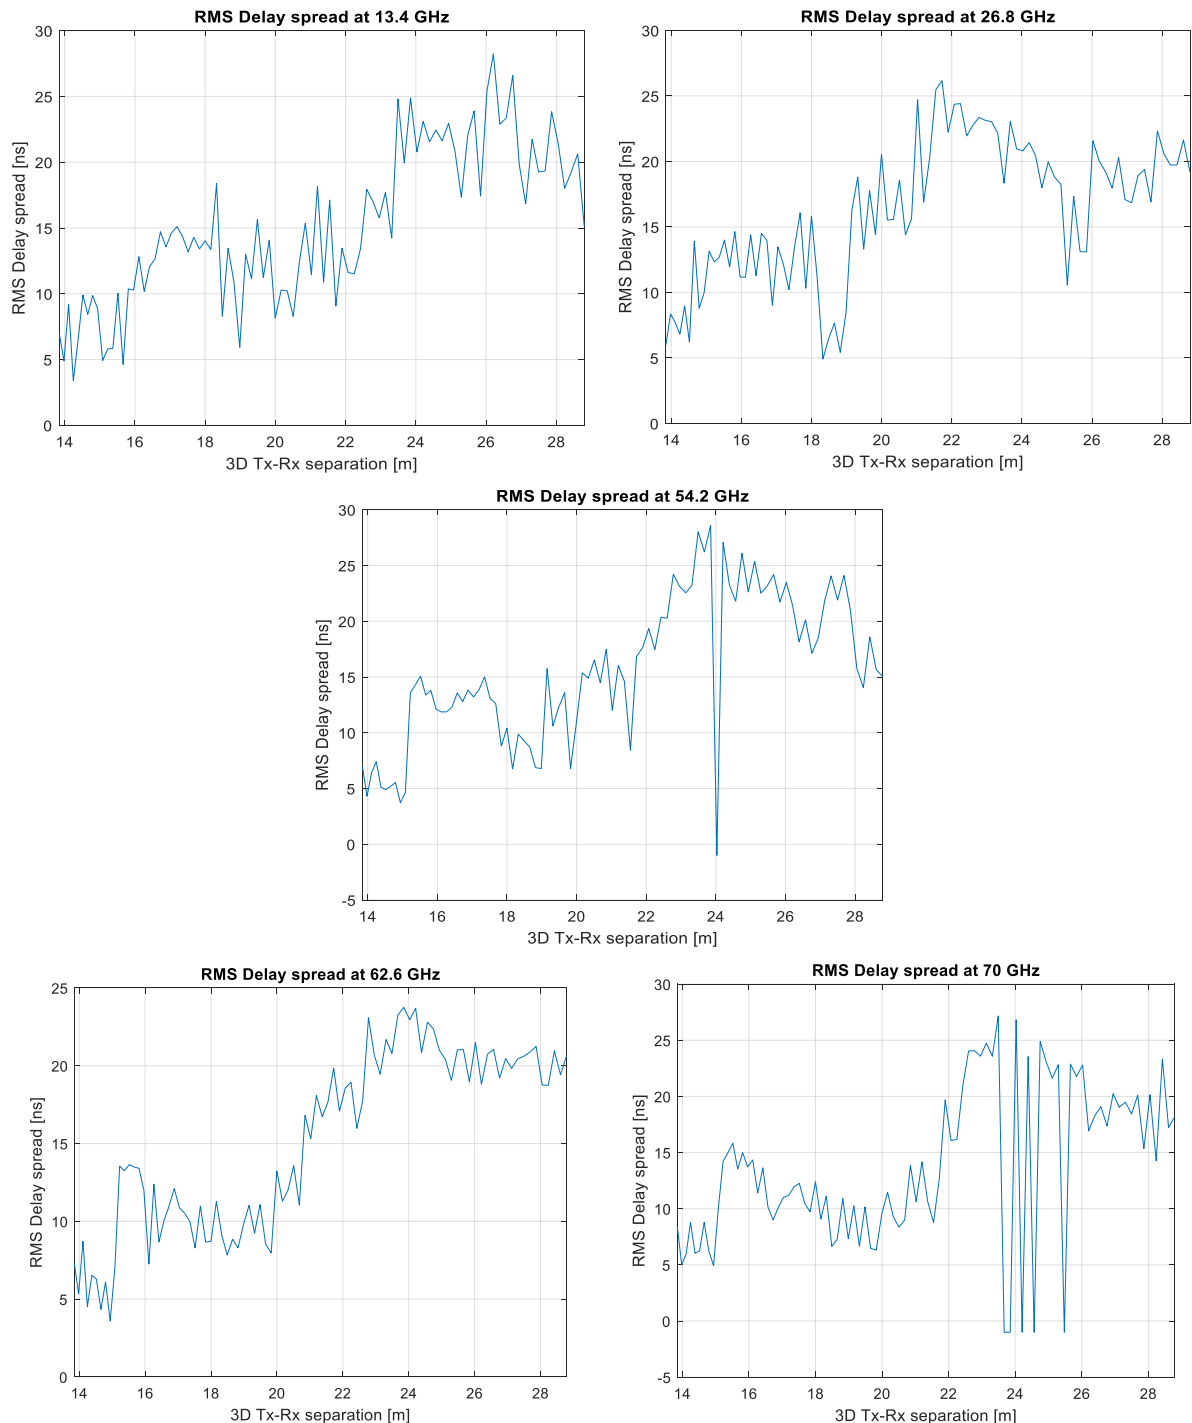 RMS Delay spread at 13.4 GHz
30
25
20
15
10
5
0
RMS Delay spread [ns]
14 16 18 20 22 24 26 28
3D Tx-Rx separation [m]
RMS Delay spread at 26.8 GHz
30
25
20
15
10
5
0
RMS Delay spread [ns]
14 16 18 20 22 24 26 28
3D Tx-Rx separation [m]
RMS Delay spread at 54.2 GHz
30
25
20
15
10
5
0
-5
RMS Delay spread [ns]
14 16 18 20 22 24 26 28
3D Tx-Rx separation [m]
RMS Delay spread at 62.6 GHz
25
20
15
10
5
0
RMS Delay spread [ns]
14 16 18 20 22 24 26 28
3D Tx-Rx separation [m]
RMS Delay spread at 70 GHz
30
25
20
15
10
5
0
-5
RMS Delay spread [ns]
14 16 18 20 22 24 26 28
3D Tx-Rx separation [m]